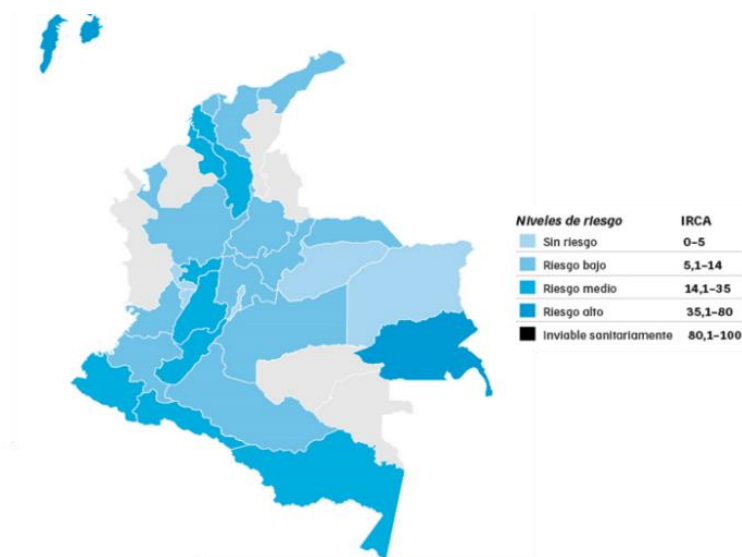 Niveles de riesgo IRCA
Sin riesgo 0–5
Riesgo bajo 5,1–14
Riesgo medio 14,1–35
Riesgo alto 35,1–80
Inviable sanitariamente 80,1–100